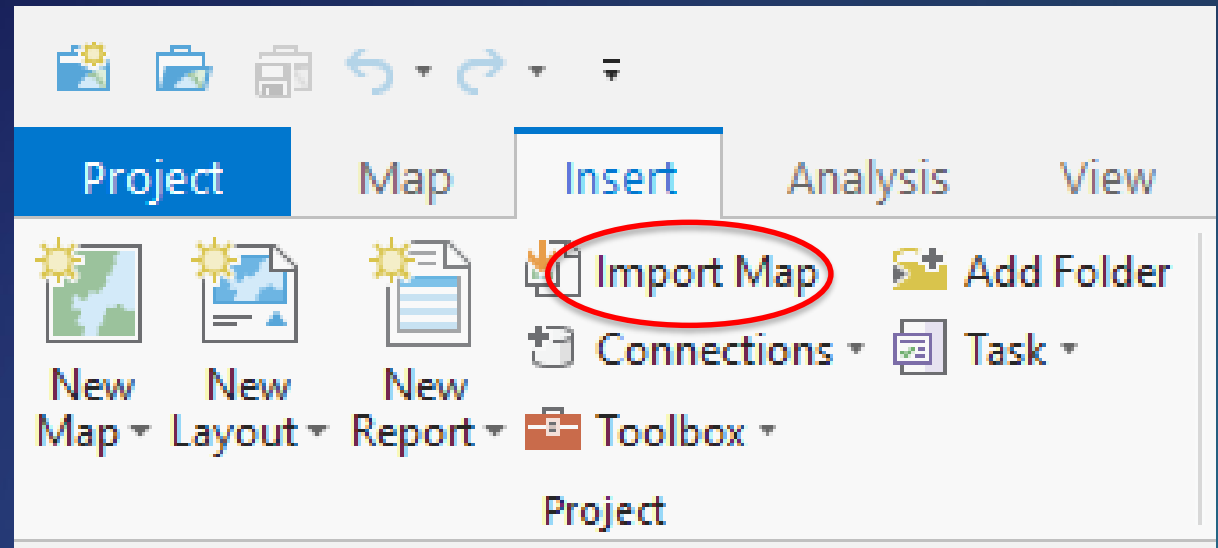 Project Map Insert Analysis View
Import Map Add Folder
Connections Task
New Map New Layout New Report
Toolbox
Project